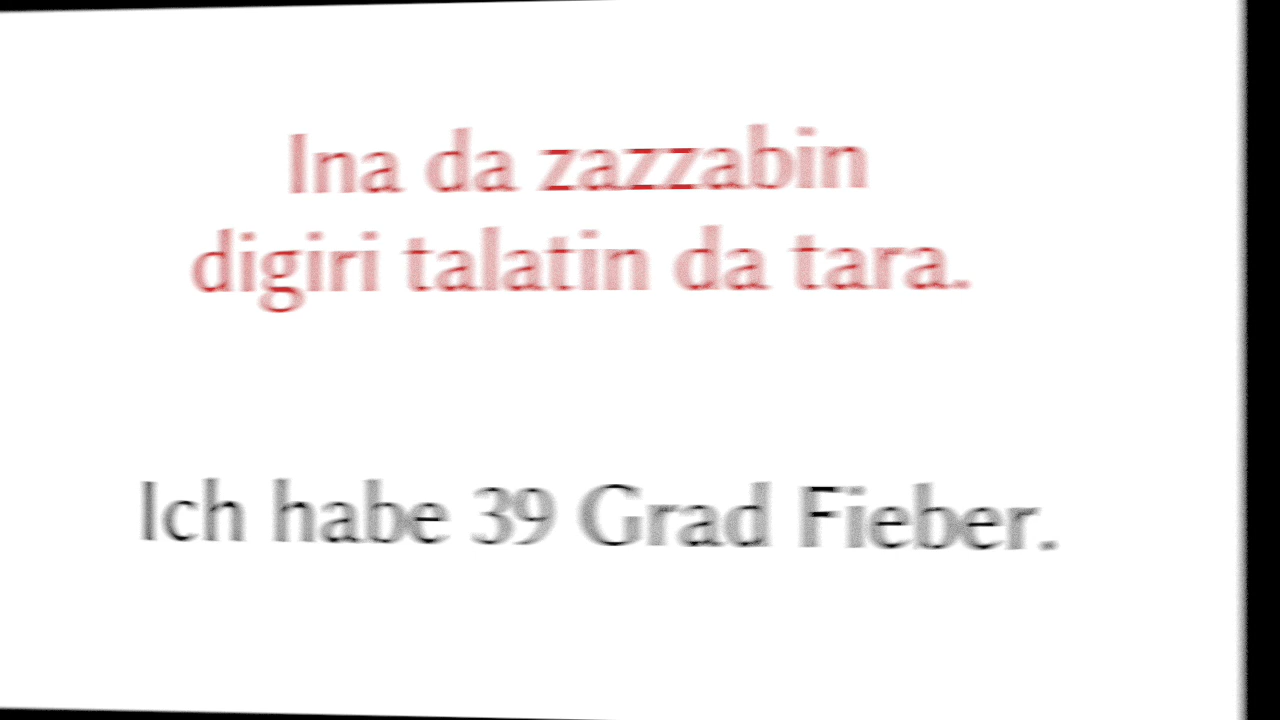 Ina da zazzabin
digiri talatin da tara.
Ich habe 39 Grad Fieber.